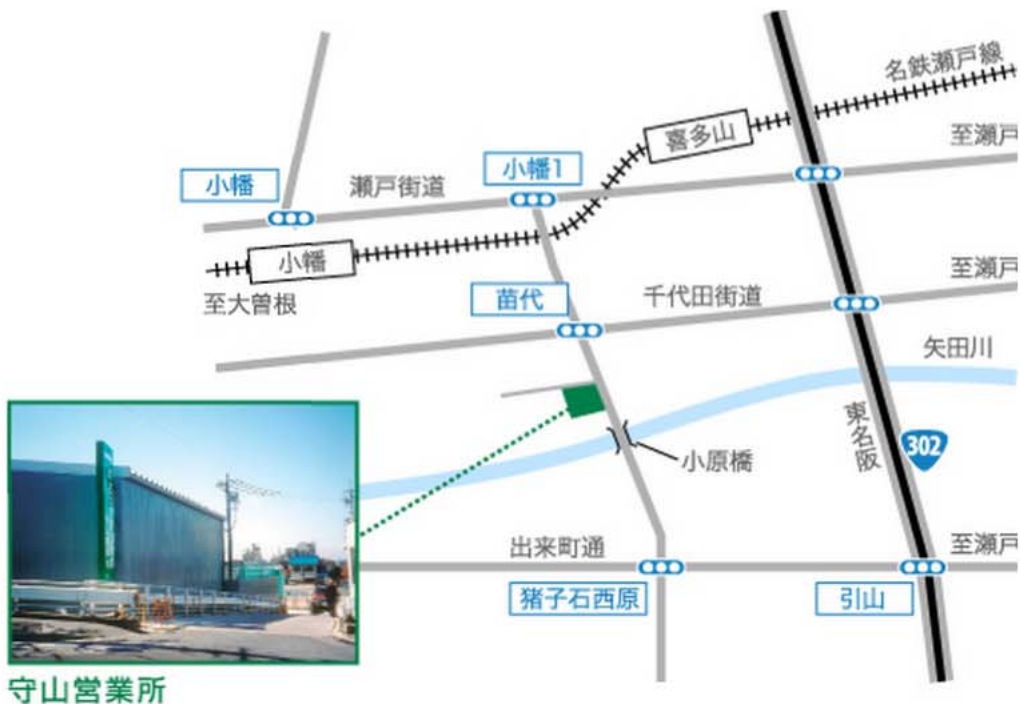 名鉄瀬戸線
喜多山
至瀬戸
小幡1
小幡
瀬戸街道
小幡
至大曽根
至瀬戸
苗代
千代田街道
矢田川
東名阪
302
小原橋
出来町通
至瀬戸
猪子石西原
引山
守山営業所